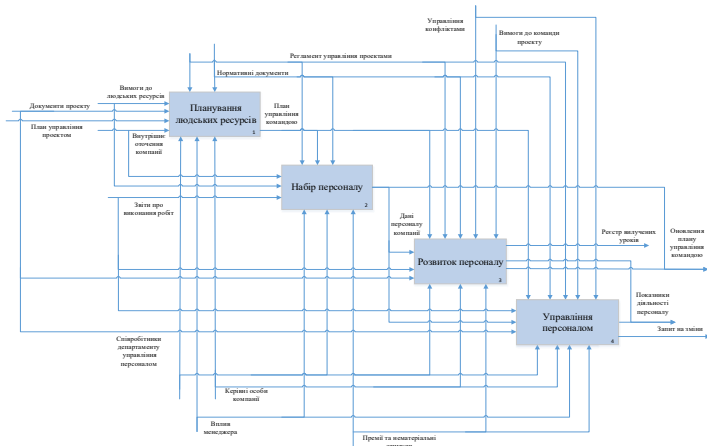 Управління
конфліктами
Вимоги до команди
проекту
Регламент управління проектами
Нормативні документи
Вимоги до
людських ресурсів
Документи проекту
План управління
проектом
Внутрішнє
оточення
компанії
Планування
людських ресурсів
1
План
управління
командою
Набір персоналу
2
Звіти про
виконання робіт
Дані
персоналу
компанії
Розвиток персоналу
3
Реєстр вилучених
уроків
Оновлення
плану
управління
командою
Управління
персоналом
4
Показники
діяльності
персоналу
Запит на зміни
Співробітники
департаменту
управління
персоналом
Керівні особи
компанії
Вплив
менеджера
Премії та нематеріальні